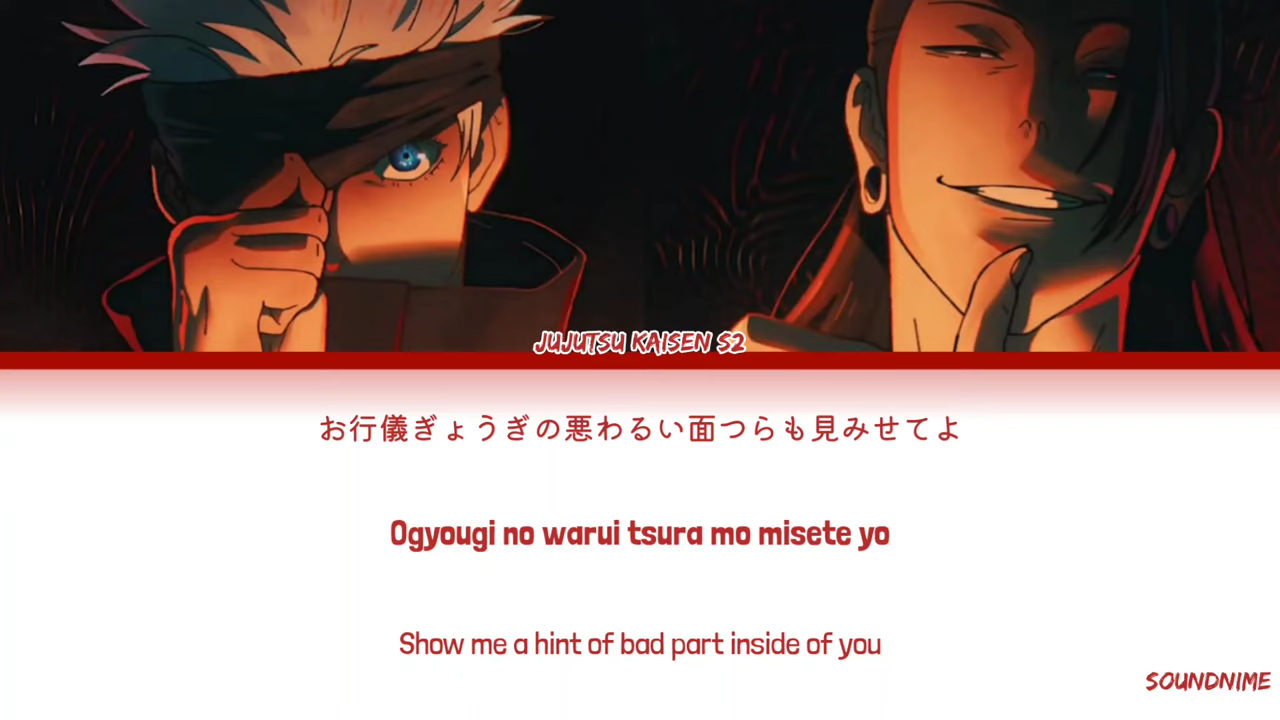 JUJUTSU KAISEN S2
お行儀ぎょうぎの悪わるい面つらも見みせてよ
Ogyougi no warui tsura mo misete yo
Show me a hint of bad part inside of you
SOUNDNIME